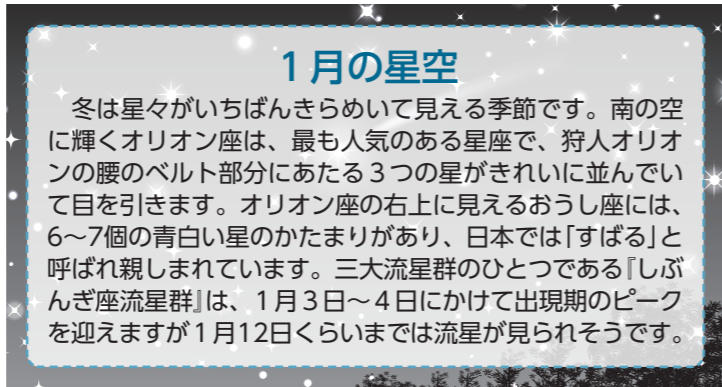 １月の星空
　冬は星々がいちばんきらめいて見える季節です。南の空
に輝くオリオン座は、最も人気のある星座で、狩人オリオ
ンの腰のベルト部分にあたる３つの星がきれいに並んでい
て目を引きます。オリオン座の右上に見えるおうし座には、
6〜7個の青白い星のかたまりがあり、日本では「すばる」と
呼ばれ親しまれています。三大流星群のひとつである『しぶ
んぎ座流星群』は、１月３日〜４日にかけて出現期のピーク
を迎えますが１月12日くらいまでは流星が見られそうです。